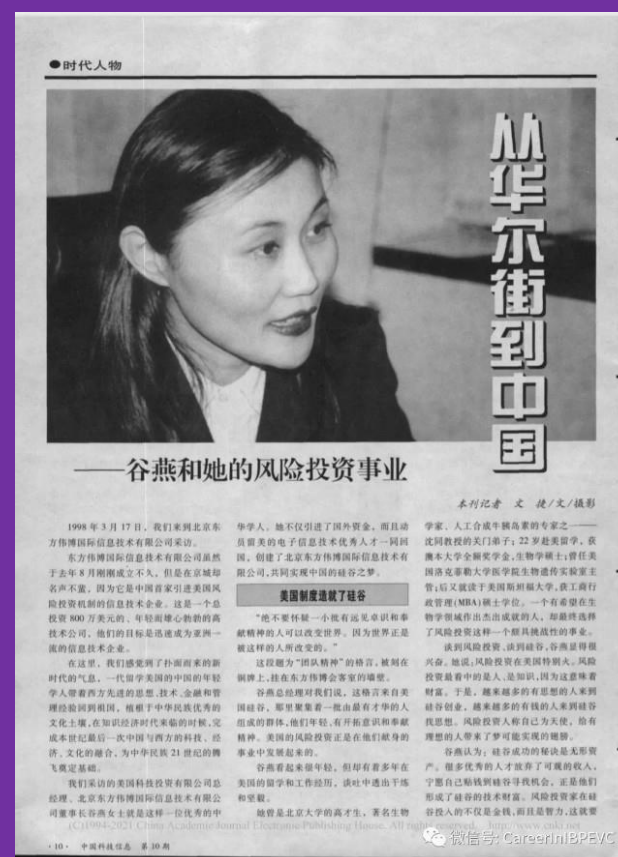 ●时代人物
从华尔街到中国
——谷燕和她的风险投资事业
本刊记者 文 捷/文/摄影
1998年3月17日,我们来到北京东
方伟博国际信息技术有限公司采访。
东方伟博国际信息技术有限公司虽然
于去年8月刚刚成立不久,但是在京城却
名声不虚,因为它是中国首家引进美国风
险投资机制的信息技术企业。这是一个总
投资800万美元的、年轻而雄心勃勃的高
技术公司,他们的目标是迅速成为亚洲一
流的信息技术企业。
在这里,我们感觉到了扑面而来的新
时代的气息,一代留学美国的中国的年轻
学人带着西方先进的思想、技术、金融和管
理经验回到祖国,植根于中华民族优秀的
文化土壤,在知识经济时代来临的时候,完
成本世纪最后一次中国与西方的科技、经
济、文化的融合,为中华民族21世纪的腾
飞奠定基础。
我们采访的美国科技投资有限公司总
经理、北京东方伟博国际信息技术有限公
司董事长谷燕女士就是这样一位优秀的中
华学人。她不仅引进了国外资金,而且动
员留美的电子信息技术优秀人才一同回
国,创建了北京东方伟博国际信息技术有
限公司,共同实现中国的硅谷之梦。
美国制度造就了硅谷
“绝不要怀疑一小批有远见卓识和奉
献精神的人可以改变世界。因为世界正是
被这样的人所改变的。”
这段题为“团队精神”的格言,被刻在
铜牌上,挂在东方伟博会客室的墙壁。
谷燕总经理对我们说,这格言来自美
国硅谷,那里聚集着一批由最有才华的人
组成的群体,他们年轻、有开拓意识和奉献
精神。美国的风险投资正是在他们献身的
事业中发展起来的。
谷燕看起来很年轻,但却有着多年在
美国的留学和工作经历,谈吐中透出干练
和坚毅。
她曾是北京大学的高才生,著名生物
学家、人工合成牛胰岛素的专家之一——
沈同教授的关门弟子;22岁赴美留学,获
澳本大学全额奖学金,生物学硕士;曾任美
国洛克菲勒大学医学院生物遗传实验室主
管;后又就读于美国斯坦福大学,获工商行
政管理(MBA)硕士学位。一个有希望在生
物学领域作出杰出成就的人,却最终选择
了风险投资这样一个颇具挑战性的事业。
谈到风险投资、谈到硅谷,谷燕显得很
兴奋。她说:风险投资在美国特别火。风险
投资最看中的是人、是知识,因为这意味着
财富。于是,越来越多的有思想的人来到
硅谷创业,越来越多的有钱的人来到硅谷
找思想。风险投资人称自己为天使,给有
理想的人带来了梦可能实现的翅膀。
谷燕认为:硅谷成功的秘诀是无形资
产。很多优秀的人才放弃了可观的收入,
宁愿自己贴钱到硅谷寻找机会,正是他们
形成了硅谷的技术财富。风险投资家在硅
谷投入的不仅是金钱,而且是智力,这就要
(C)1994-2021 China Academic Journal Electronic Publishing House. All rights reserved. http://www.cnki.net
·10· 中国科技信息 第10期
微信号: CareerinIBPEVC